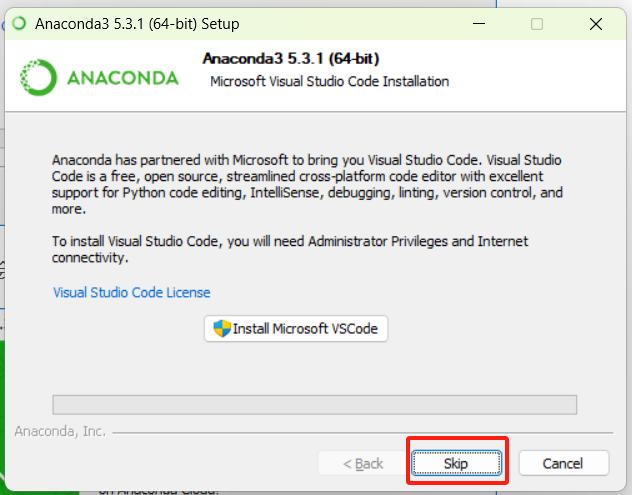 Anaconda3 5.3.1 (64-bit) Setup
Anaconda3 5.3.1 (64-bit)
ANACONDA
Microsoft Visual Studio Code Installation
Anaconda has partnered with Microsoft to bring you Visual Studio Code. Visual Studio
Code is a free, open source, streamlined cross-platform code editor with excellent
support for Python code editing, IntelliSense, debugging, linting, version control, and
more.
To install Visual Studio Code, you will need Administrator Privileges and Internet
connectivity.
Visual Studio Code License
Install Microsoft VSCode
Anaconda, Inc.
< Back
Skip
Cancel
on Anaconda Cloud?